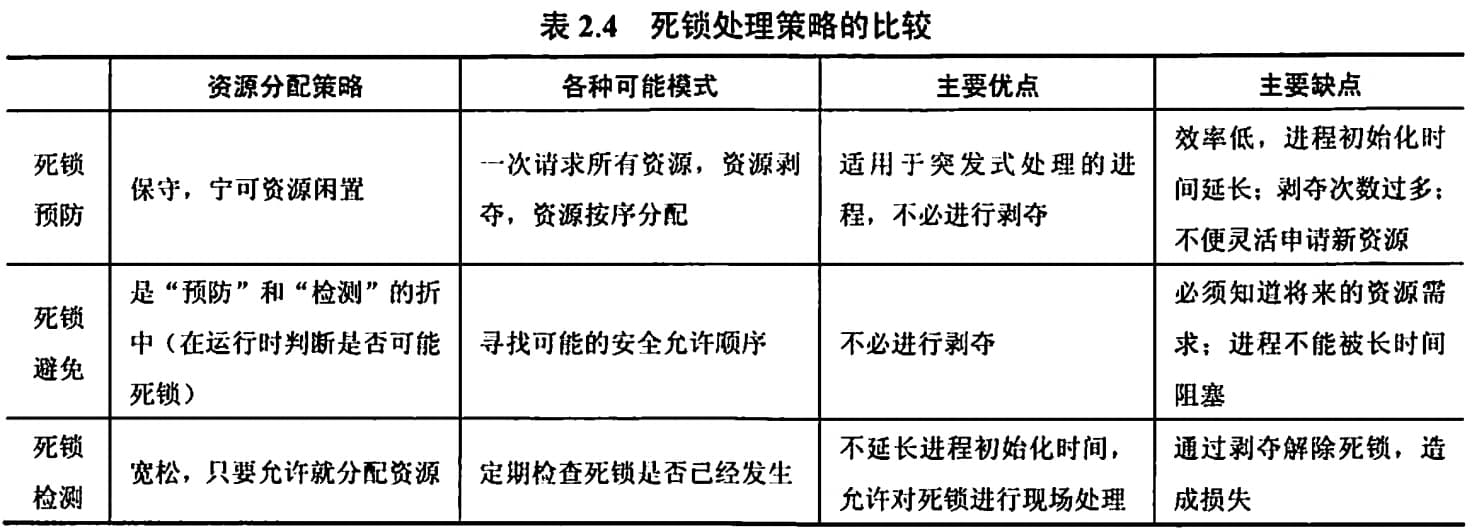 表 2.4 死锁处理策略的比较
资源分配策略 各种可能模式 主要优点 主要缺点
死锁
预防
保守，宁可资源闲置
一次请求所有资源，资源剥
夺，资源按序分配
适用于突发式处理的进
程，不必进行剥夺
效率低，进程初始化时
间延长；剥夺次数过多；
不便灵活申请新资源
死锁
避免
是“预防”和“检测”的折
中（在运行时判断是否可能
死锁）
寻找可能的安全允许顺序
不必进行剥夺
必须知道将来的资源需
求；进程不能被长时间
阻塞
死锁
检测
宽松，只要允许就分配资源
定期检查死锁是否已经发生
不延长进程初始化时间，
允许对死锁进行现场处理
通过剥夺解除死锁，造
成损失